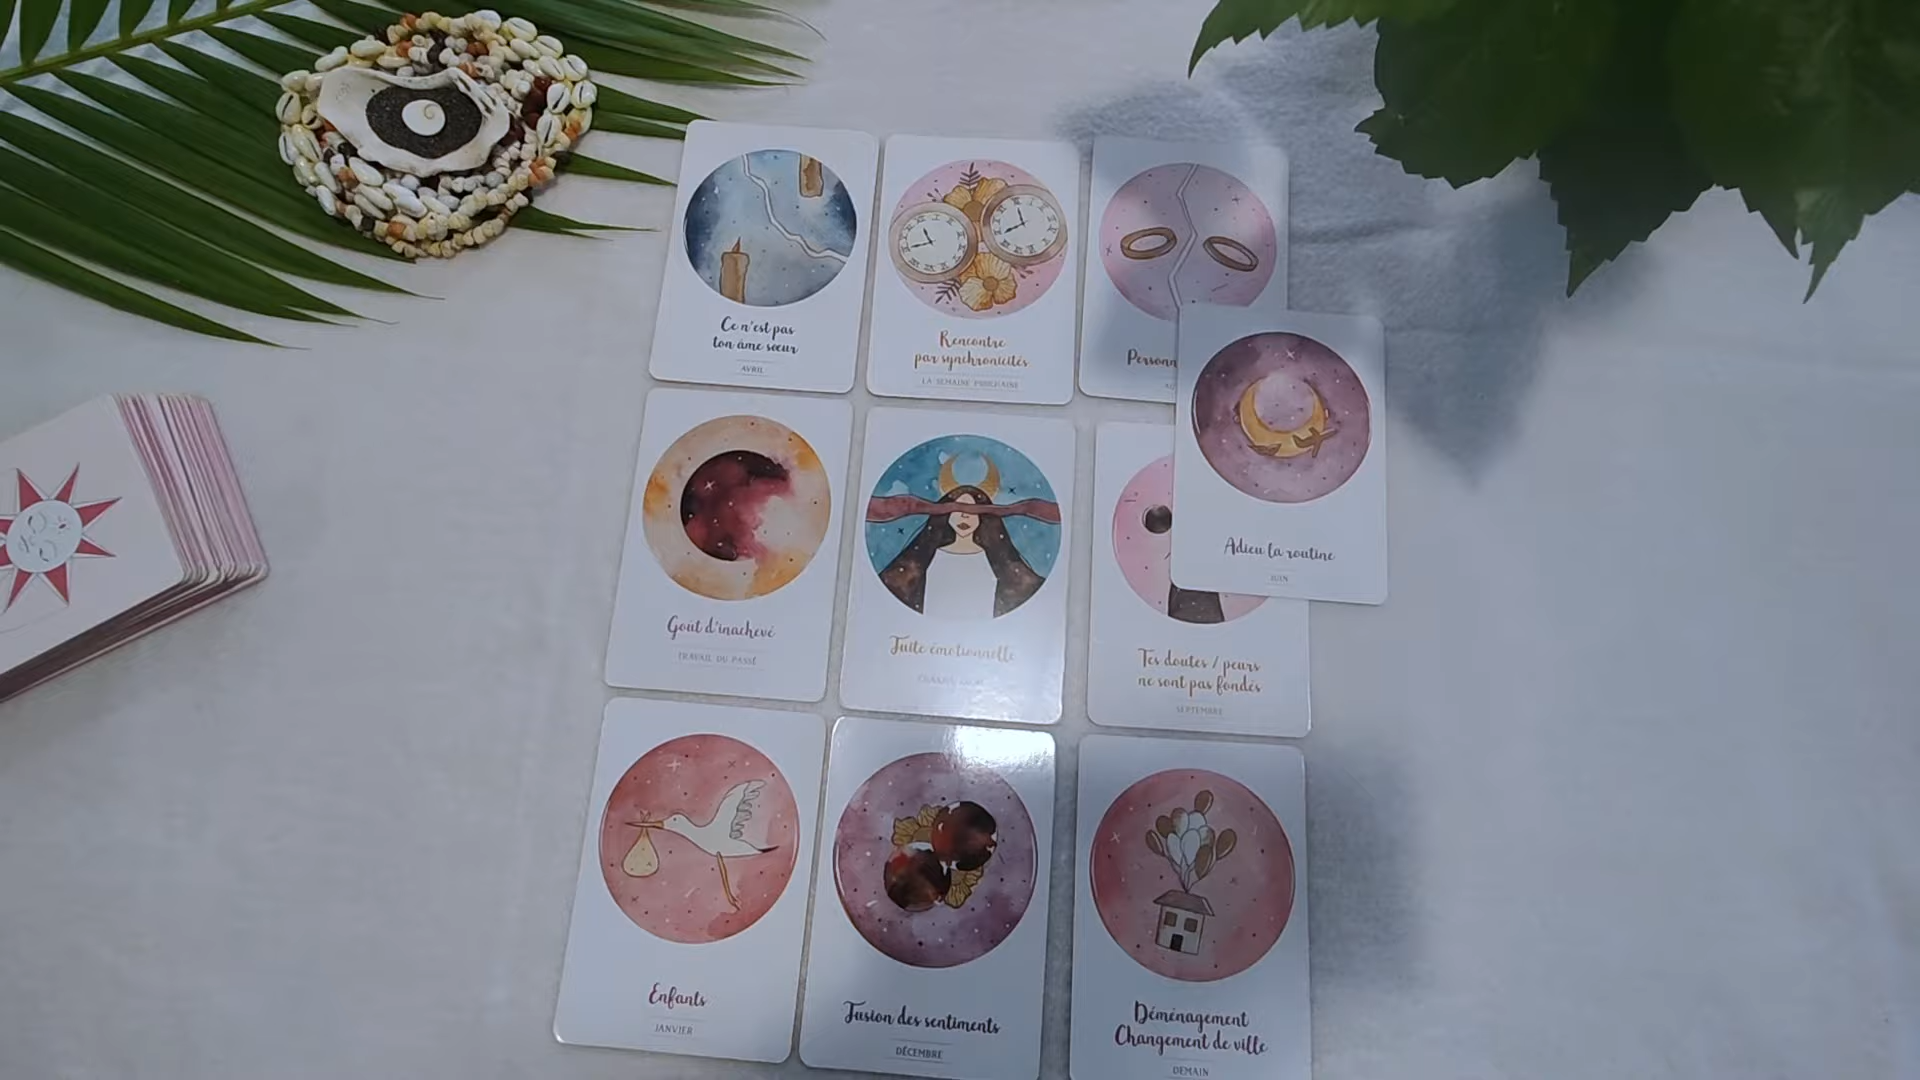 Ce n'est pas
ton âme sœur
AVRIL
Rencontre
par synchronicités
LA SEMAINE PROCHAINE
Adieu la routine
JUIN
Goût d'inachevé
TRAVAIL DU PASSÉ
Fuite émotionnelle
Tes doutes / peurs
ne sont pas fondés
SEPTEMBRE
Enfants
JANVIER
Fusion des sentiments
DÉCEMBRE
Déménagement
Changement de ville
DEMAIN